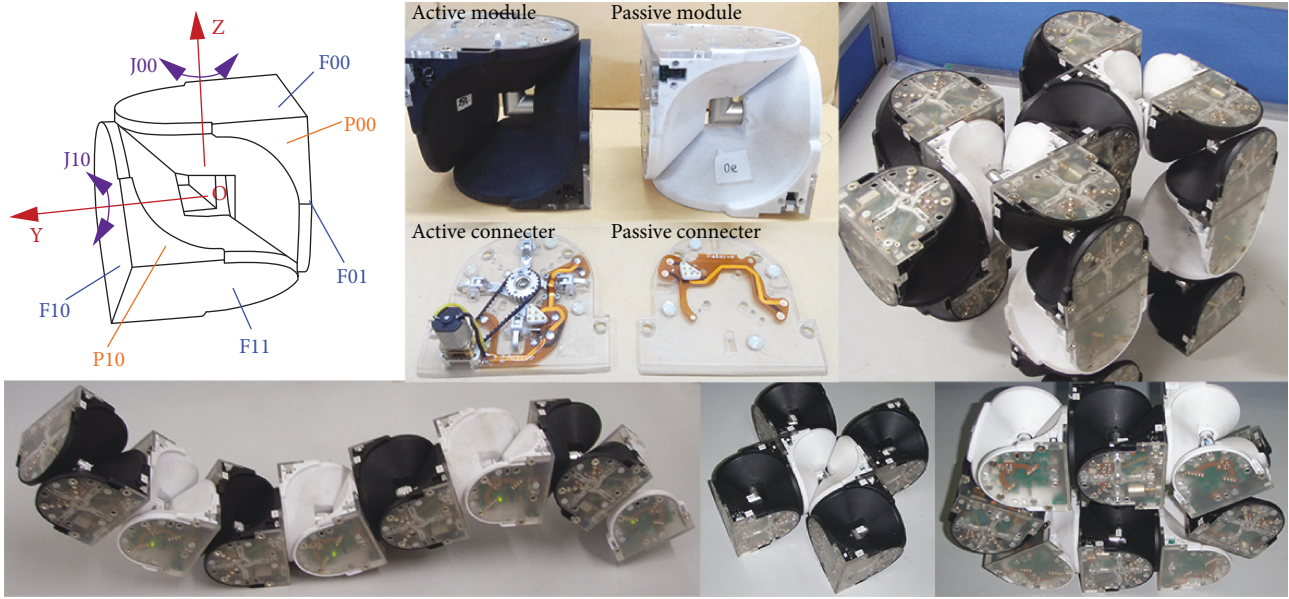 Z
J00
F00
P00
J10
O
Y
F01
F10
P10
F11
Active module
Passive module
0e
Active connecter
Passive connecter